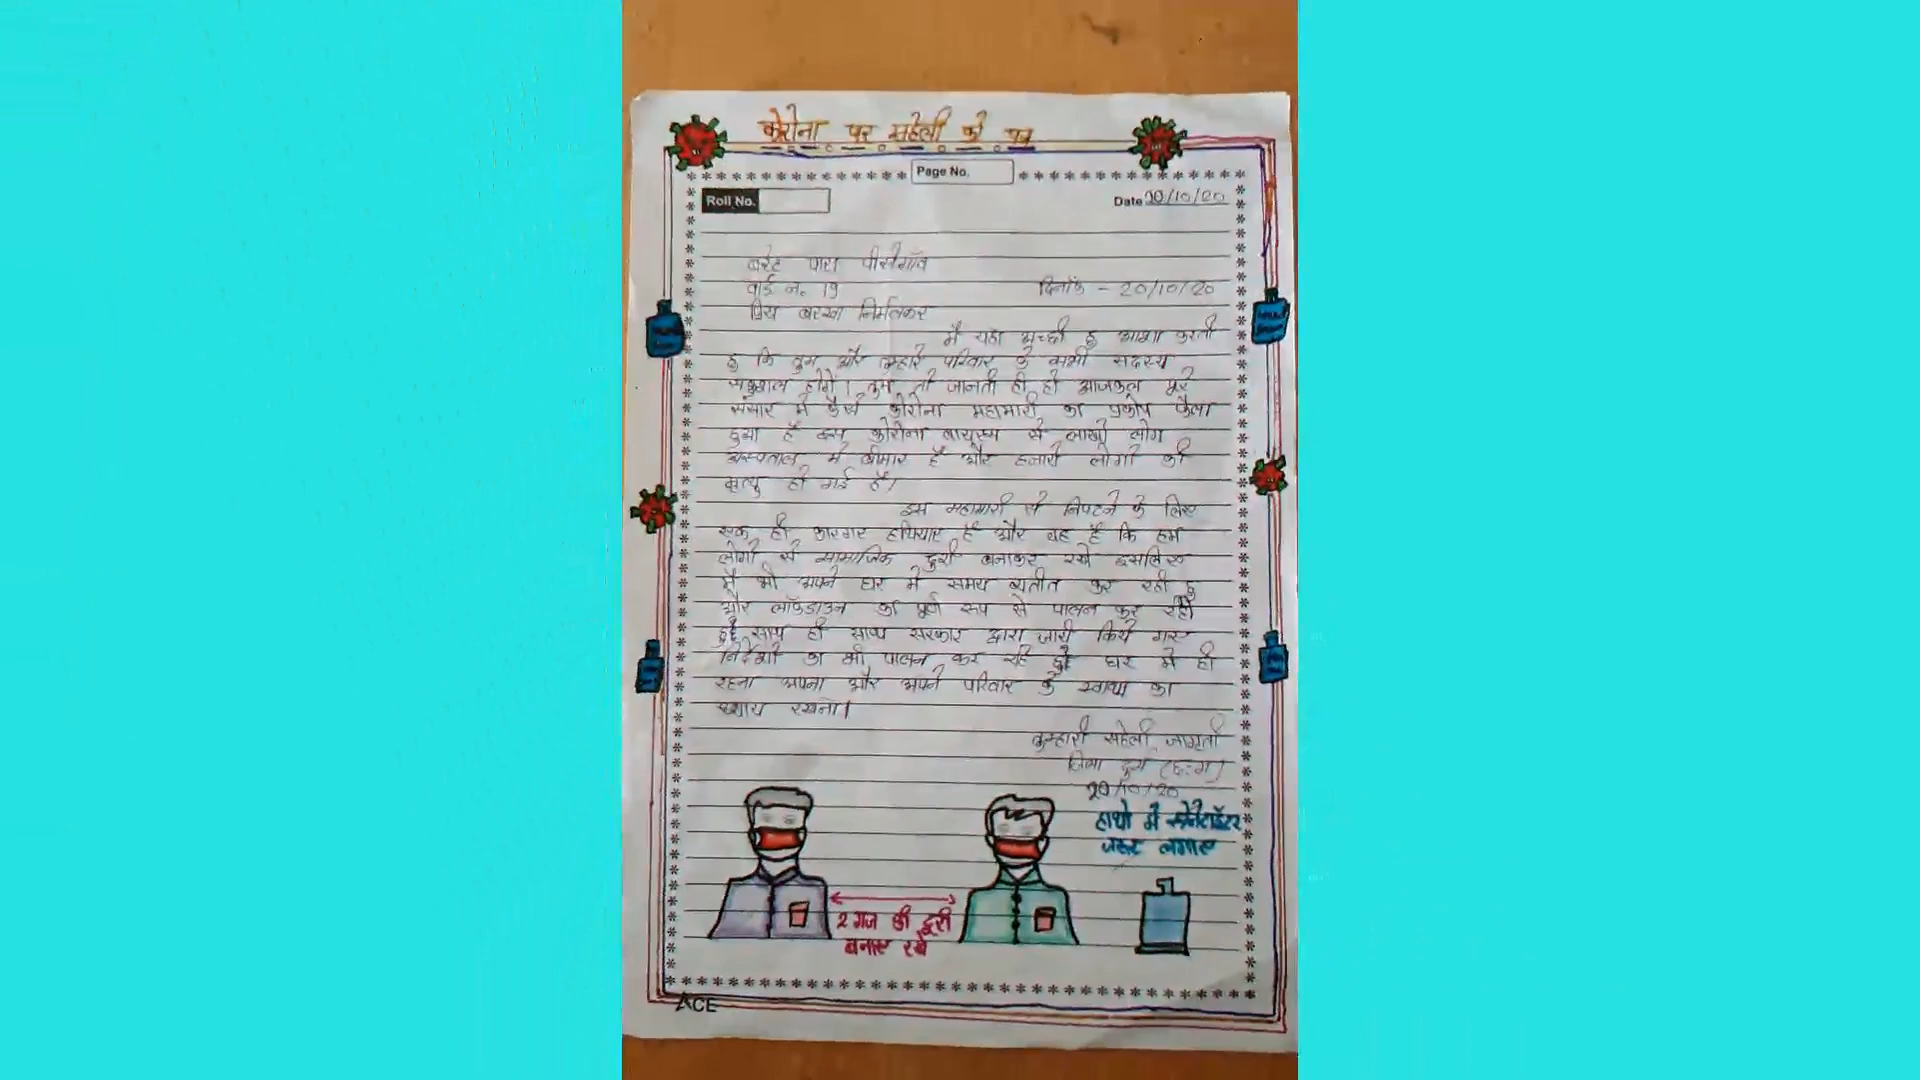 कोरोना पर सहेली को पत्र
Page No.
Roll No.
Date 20/10/20
पारा
वार्ड न. 19 दिनाँक - 20/10/20
प्रिय बरखा निर्मलकर
मै यहा अच्छी हु आशा करती
हु कि तुम और तुम्हारे परिवार के सभी सदस्य
सकुशल होगें। तुम तो जानती ही हो आजकल पूरे
संसार में कोरोना महामारी का प्रकोप फैला
हुआ है इस कोरोना वायरस से लाखो लोग
अस्पताल में बीमार है और हजारो लोगो की
मृत्यु हो गई है।
इस महामारी से निपटने के लिए
एक ही कारगर हथियार है और वह है कि हम
लोगो से सामाजिक दुरी बनाकर रखे इसलिए
मै भी अपने घर में समय व्यतीत कर रही हु
और लॉकडाउन का पूर्ण रूप से पालन कर रही
साथ ही साथ सरकार द्वारा जारी किये गए
निर्देशो का भी पालन कर रहे घर मे ही
रहना अपना और अपने परिवार के का
रखना।
तुम्हारी सहेली जागृती
जिला दुर्ग (छ.ग)
20/10/20
हाथो में
जरूर लगाए
2 गज की दूरी
बनाए रखे
ACE